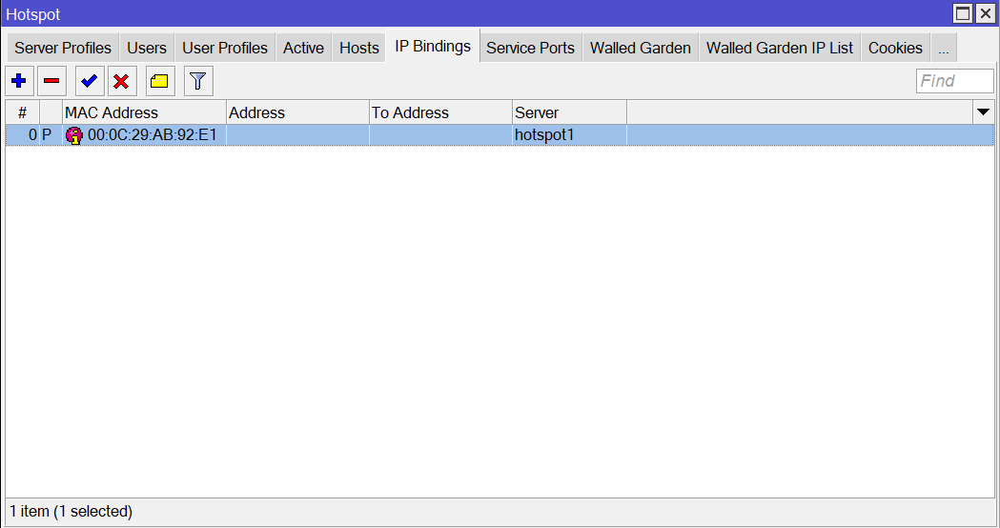 Hotspot
Server Profiles Users User Profiles Active Hosts IP Bindings Service Ports Walled Garden Walled Garden IP List Cookies ...
Find
# MAC Address Address To Address Server
0 P 00:0C:29:AB:92:E1 hotspot1
1 item (1 selected)